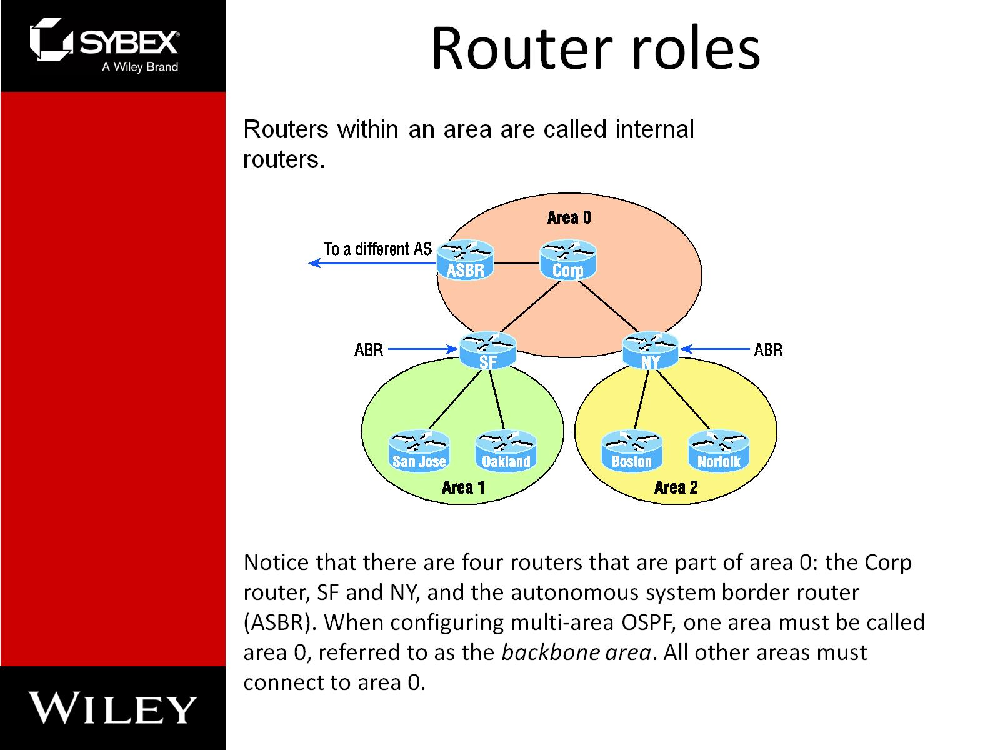 SYBEX®
A Wiley Brand
Router roles
Routers within an area are called internal
routers.
Area 0
To a different AS
ASBR
Corp
ABR
SF
NY
ABR
San Jose
Oakland
Boston
Norfolk
Area 1
Area 2
Notice that there are four routers that are part of area 0: the Corp
router, SF and NY, and the autonomous system border router
(ASBR). When configuring multi-area OSPF, one area must be called
area 0, referred to as the backbone area. All other areas must
connect to area 0.
WILEY